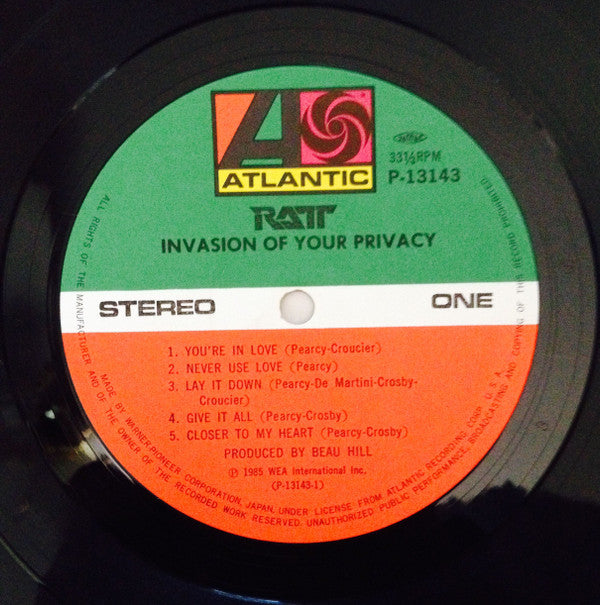 ATLANTIC
33⅓RPM
P-13143
RATT
INVASION OF YOUR PRIVACY
STEREO
ONE
1. YOU'RE IN LOVE (Pearcy-Croucier)
2. NEVER USE LOVE (Pearcy)
3. LAY IT DOWN (Pearcy-De Martini-Crosby-
Croucier)
4. GIVE IT ALL (Pearcy-Crosby)
5. CLOSER TO MY HEART (Pearcy-Crosby)
PRODUCED BY BEAU HILL
Ⓟ 1985 WEA International Inc.
(P-13143-1)
MADE BY WARNER-PIONEER CORPORATION, JAPAN, UNDER LICENSE FROM ATLANTIC RECORDING CORP. U.S.A.
ALL RIGHTS OF THE MANUFACTURER AND OF THE OWNER OF THE RECORDED WORK RESERVED. UNAUTHORIZED PUBLIC PERFORMANCE, BROADCASTING AND COPYING OF THIS RECORD PROHIBITED.